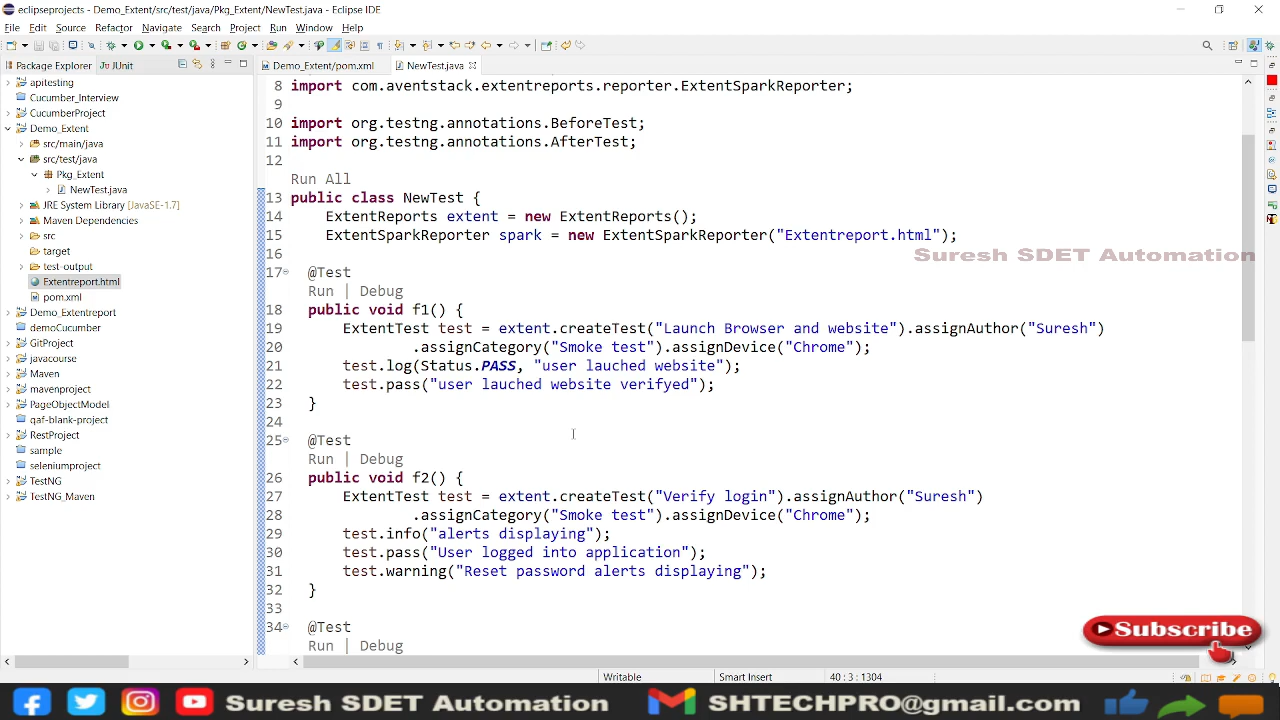 eclipseprojects - Demo_Extent/src/test/java/Pkg_Extent/NewTest.java - Eclipse IDE
File Edit Source Refactor Navigate Search Project Run Window Help
Package Explorer JUnit
Demo_Extent/pom.xml NewTest.java
apitesting
Cucumber_Interview
CucumberProject
Demo_Extent
src/main/java
src/test/java
Pkg_Extent
NewTest.java
JRE System Library [JavaSE-1.7]
Maven Dependencies
src
target
test-output
Extentreport.html
pom.xml
Demo_Extentreport
demoCucumber
GitProject
javacourse
Maven
mavenproject
PageObjectModel
qaf-blank-project
RestProject
sample
seleniumproject
TestNG
TestNG_Maven
8 import com.aventstack.extentreports.reporter.ExtentSparkReporter;
9
10 import org.testng.annotations.BeforeTest;
11 import org.testng.annotations.AfterTest;
12
Run All
13 public class NewTest {
14 ExtentReports extent = new ExtentReports();
15 ExtentSparkReporter spark = new ExtentSparkReporter("Extentreport.html");
16
Suresh SDET Automation
17 @Test
Run | Debug
18 public void f1() {
19 ExtentTest test = extent.createTest("Launch Browser and website").assignAuthor("Suresh")
20 .assignCategory("Smoke test").assignDevice("Chrome");
21 test.log(Status.PASS, "user lauched website");
22 test.pass("user lauched website verifyed");
23 }
24
25 @Test
Run | Debug
26 public void f2() {
27 ExtentTest test = extent.createTest("Verify login").assignAuthor("Suresh")
28 .assignCategory("Smoke test").assignDevice("Chrome");
29 test.info("alerts displaying");
30 test.pass("User logged into application");
31 test.warning("Reset password alerts displaying");
32 }
33
34 @Test
Run | Debug
Subscribe
Writable Smart Insert 40 : 3 : 1304
Suresh SDET Automation SHTECHPRO@gmail.com